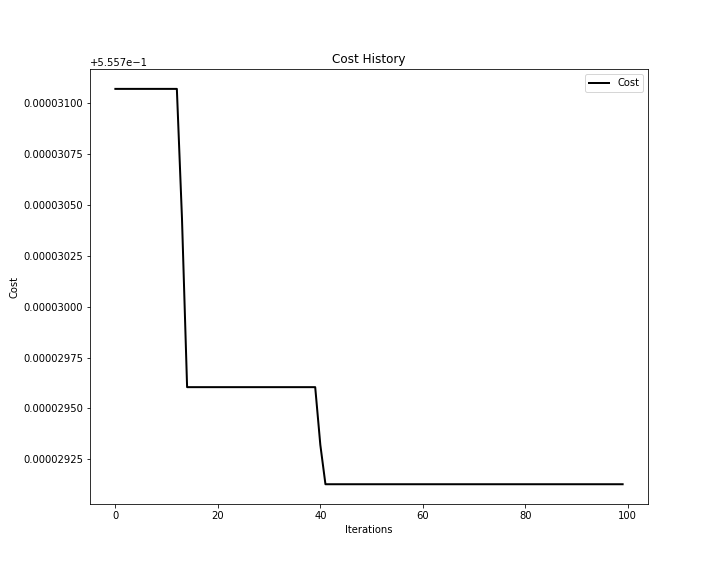 Cost History
+5.557e−1
Cost
0.00003100
0.00003075
0.00003050
0.00003025
0.00003000
0.00002975
0.00002950
0.00002925
Cost
0 20 40 60 80 100
Iterations